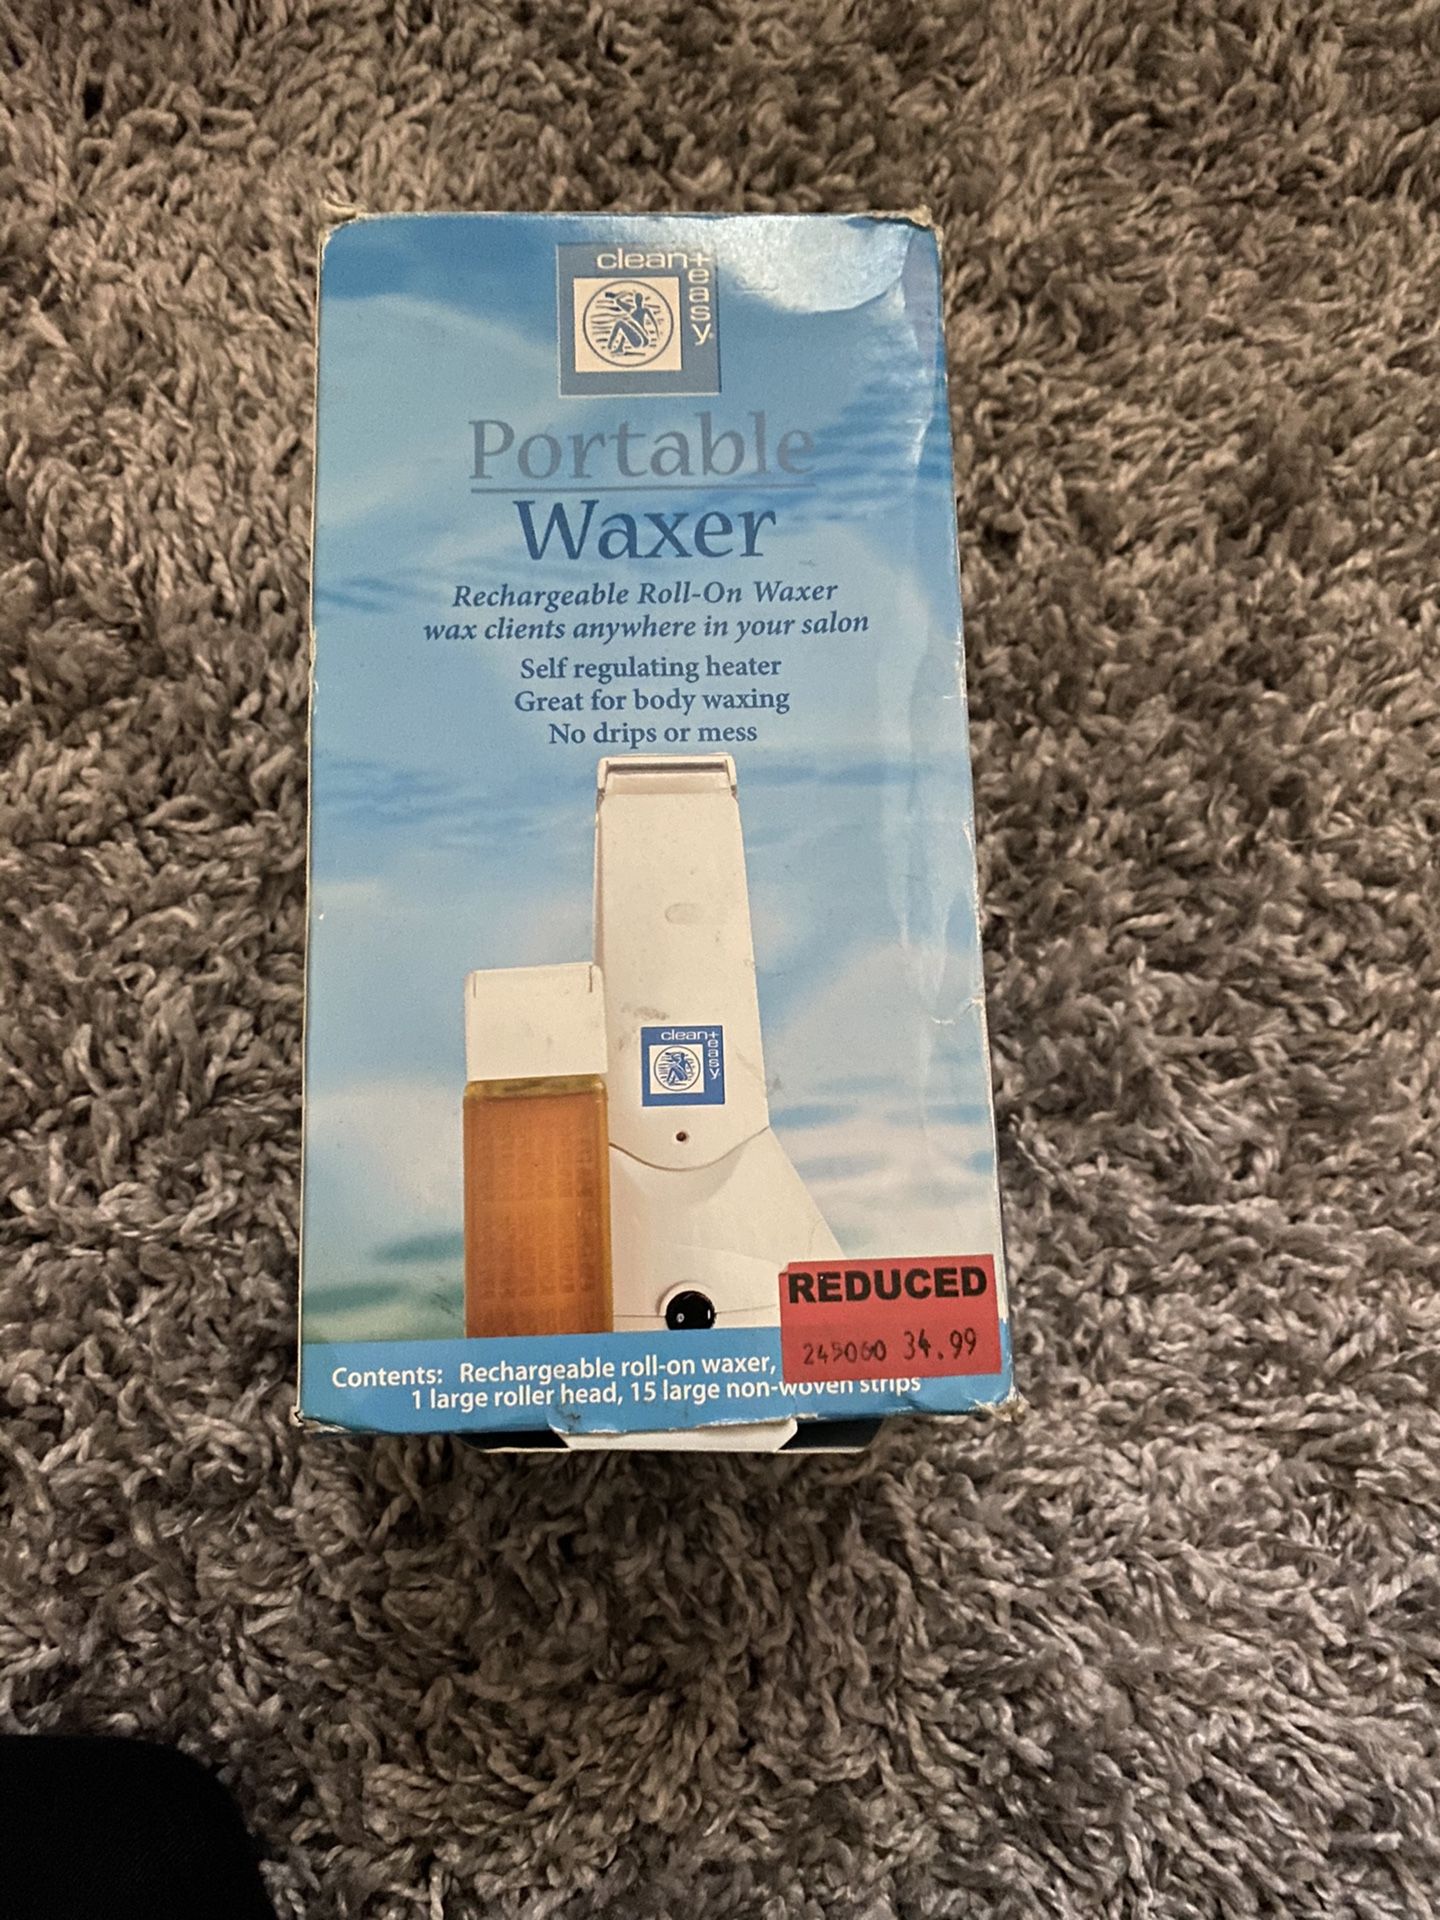 clean+
easy
Portable
Waxer
Rechargeable Roll-On Waxer
wax clients anywhere in your salon
Self regulating heater
Great for body waxing
No drips or mess
clean+
easy
REDUCED
245060 34.99
Contents: Rechargeable roll-on waxer,
1 large roller head, 15 large non-woven strips